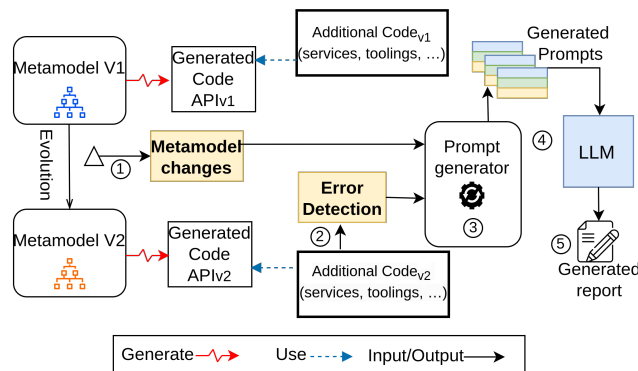 Metamodel V1
Generated
Code
APIv1
Additional Codev1
(services, toolings, ...)
Generated
Prompts
Evolution
1
Metamodel
changes
Prompt
generator
3
4
LLM
Error
Detection
2
Metamodel V2
Generated
Code
APIv2
Additional Codev2
(services, toolings, ...)
5
Generated
report
Generate
Use
Input/Output